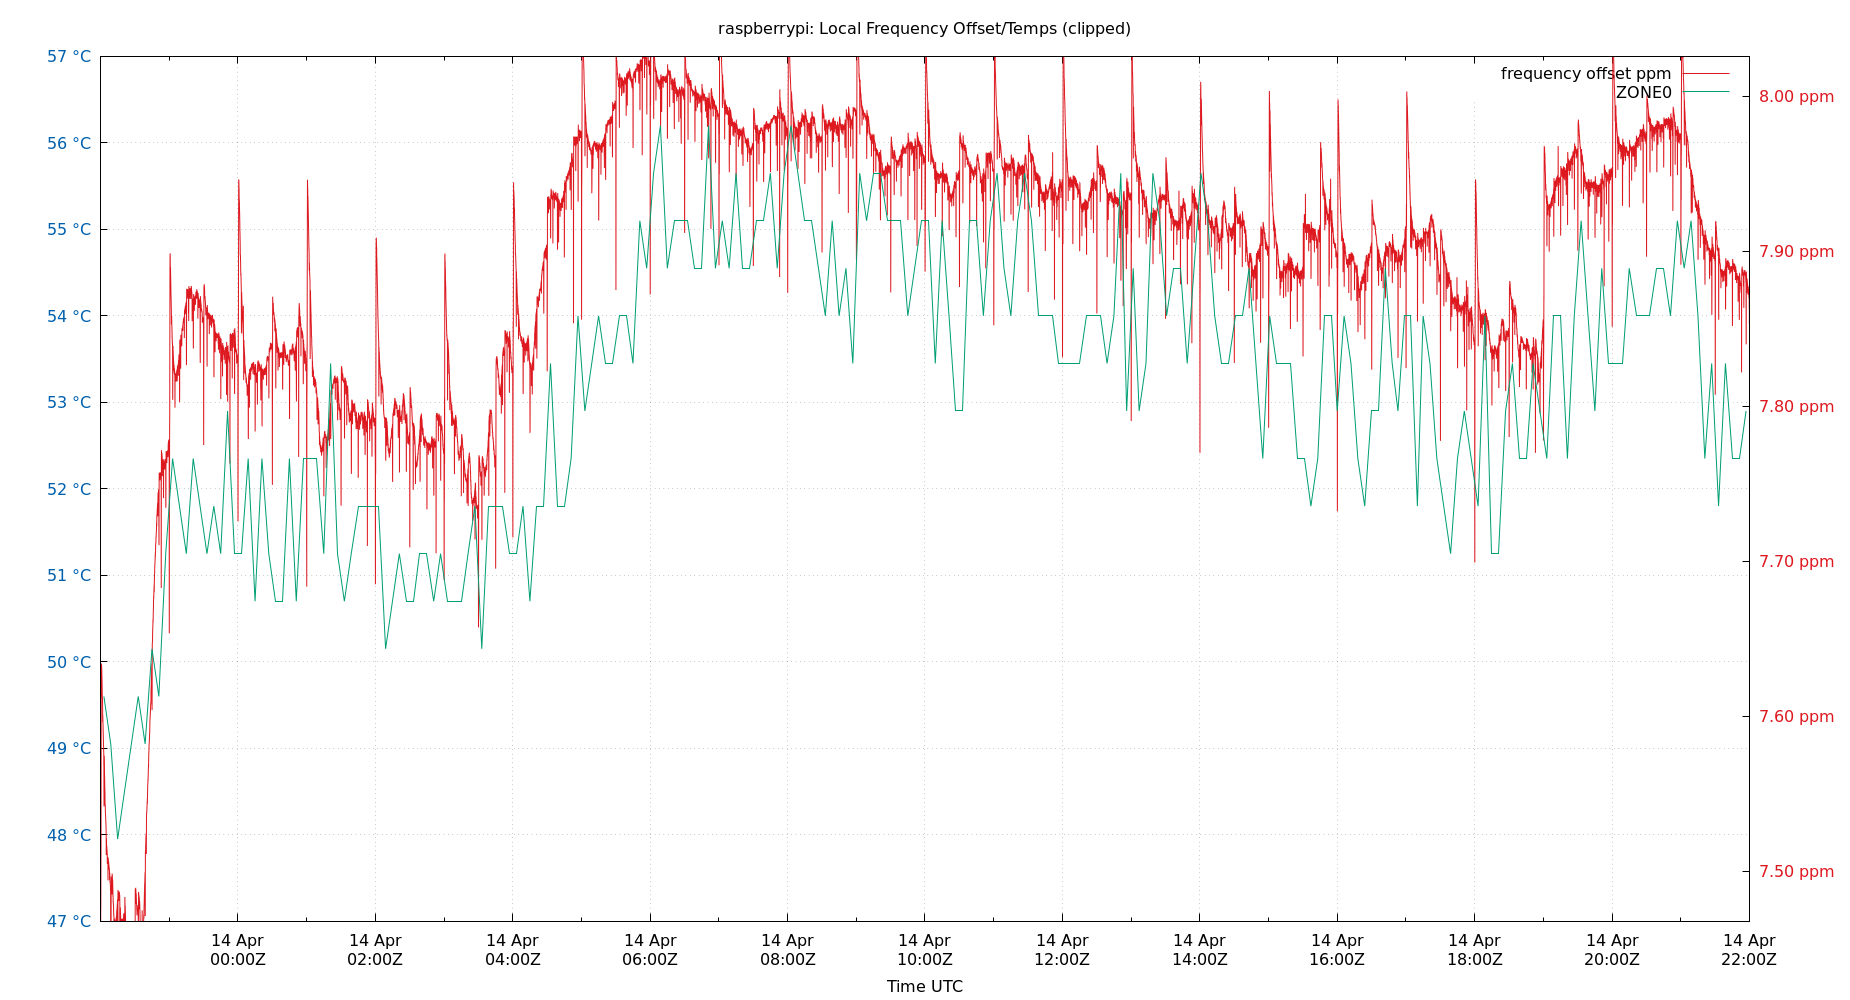 raspberrypi: Local Frequency Offset/Temps (clipped)
57 °C
56 °C
55 °C
54 °C
53 °C
52 °C
51 °C
50 °C
49 °C
48 °C
47 °C
frequency offset ppm
ZONE0
8.00 ppm
7.90 ppm
7.80 ppm
7.70 ppm
7.60 ppm
7.50 ppm
14 Apr 14 Apr 14 Apr 14 Apr 14 Apr 14 Apr 14 Apr 14 Apr 14 Apr 14 Apr 14 Apr 14 Apr
00:00Z 02:00Z 04:00Z 06:00Z 08:00Z 10:00Z 12:00Z 14:00Z 16:00Z 18:00Z 20:00Z 22:00Z
Time UTC